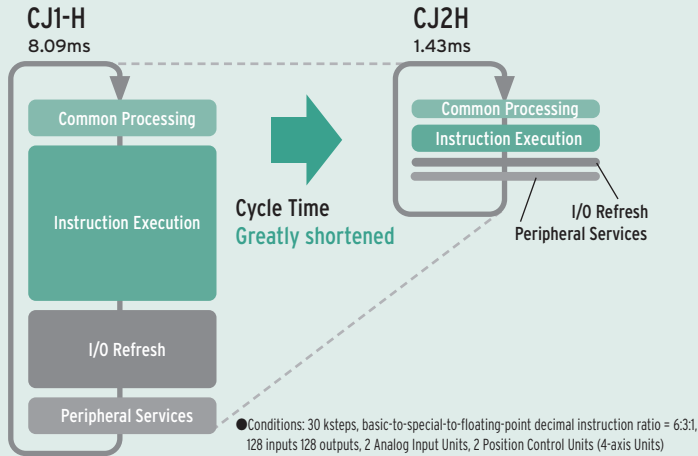 CJ1-H
8.09ms
Common Processing
Instruction Execution
I/O Refresh
Peripheral Services
Cycle Time
Greatly shortened
CJ2H
1.43ms
Common Processing
Instruction Execution
I/O Refresh
Peripheral Services
●Conditions: 30 ksteps, basic-to-special-to-floating-point decimal instruction ratio = 6:3:1,
128 inputs 128 outputs, 2 Analog Input Units, 2 Position Control Units (4-axis Units)